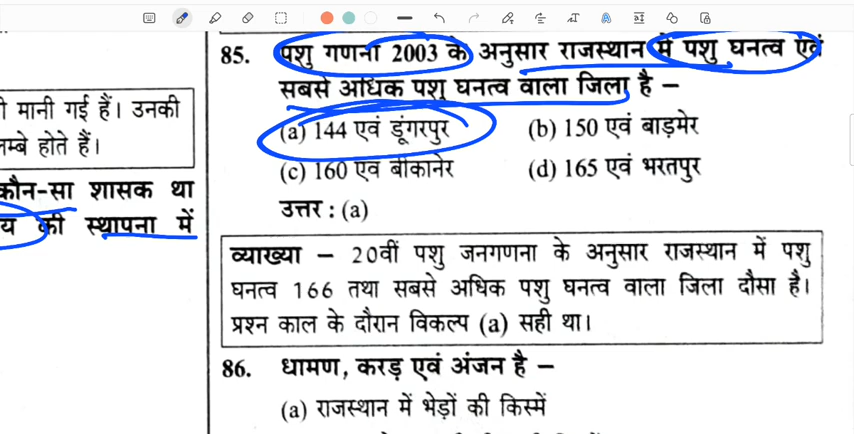 85. पशु गणना 2003 के अनुसार राजस्थान में पशु घनत्व एंवं
सबसे अधिक पशु घनत्व वाला जिला है –
(a) 144 एवं डूंगरपुर (b) 150 एवं बाड़मेर
(c) 160 एवं बीकानेर (d) 165 एवं भरतपुर
उत्तर : (a)
व्याख्या – 20वीं पशु जनगणना के अनुसार राजस्थान में पशु
घनत्व 166 तथा सबसे अधिक पशु घनत्व वाला जिला दौसा है।
प्रश्न काल के दौरान विकल्प (a) सही था।
86. धामण, करड़ एवं अंजन है –
(a) राजस्थान में भेड़ों की किस्में
मानी गई हैं। उनकी
होते हैं।
कौन-सा शासक था
की स्थापना में